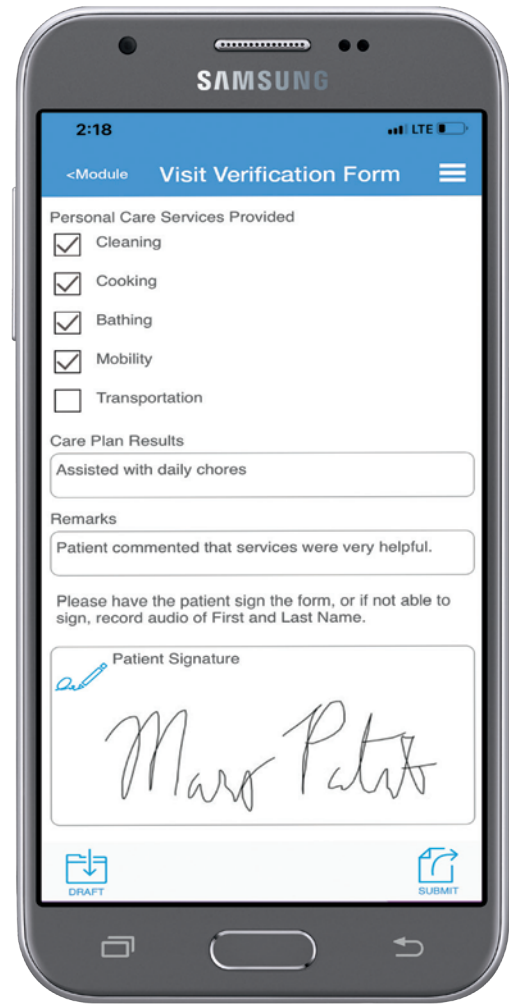 SAMSUNG
2:18 LTE
<Module Visit Verification Form
Personal Care Services Provided
Cleaning
Cooking
Bathing
Mobility
Transportation
Care Plan Results
Assisted with daily chores
Remarks
Patient commented that services were very helpful.
Please have the patient sign the form, or if not able to
sign, record audio of First and Last Name.
Patient Signature
DRAFT SUBMIT